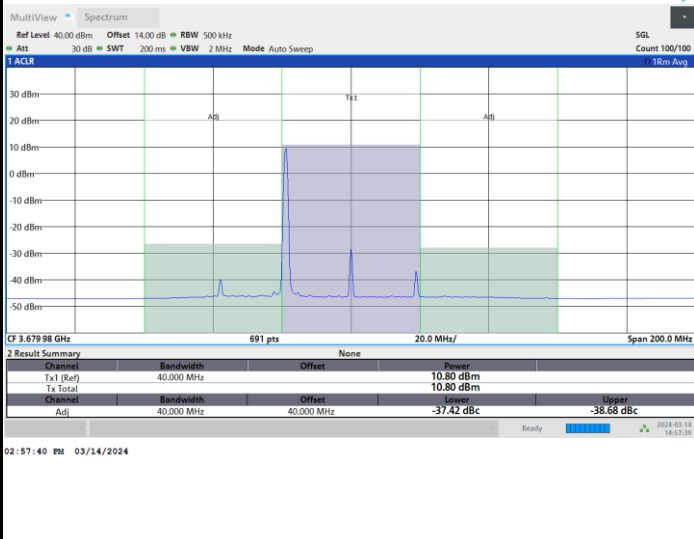 MultiView Spectrum
Ref Level 40.00 dBm Offset 14.00 dB RBW 500 kHz SGL
Att 30 dB SWT 200 ms VBW 2 MHz Mode Auto Sweep Count 100/100
1 ACLR 1Rm Avg
30 dBm
Tx1
20 dBm
Adj Adj
10 dBm
0 dBm
-10 dBm
-20 dBm
-30 dBm
-40 dBm
-50 dBm
CF 3.67998 GHz 691 pts 20.0 MHz/ Span 200.0 MHz
2 Result Summary None
Channel Bandwidth Offset Power
Tx1 (Ref) 40.000 MHz 10.80 dBm
Tx Total 10.80 dBm
Channel Bandwidth Offset Lower Upper
Adj 40.000 MHz 40.000 MHz -37.42 dBc -38.68 dBc
Ready 2024-03-14
14:57:39
02:57:40 PM 03/14/2024